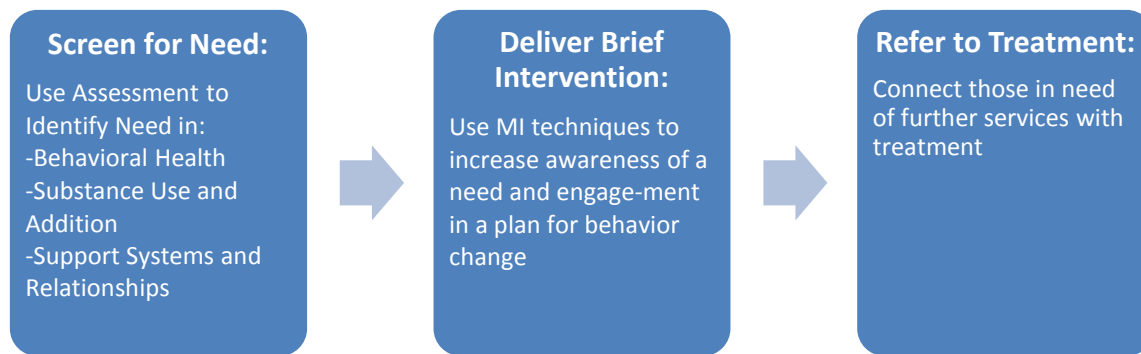 Screen for Need:
Use Assessment to
Identify Need in:
-Behavioral Health
-Substance Use and
Addition
-Support Systems and
Relationships
Deliver Brief
Intervention:
Use MI techniques to
increase awareness of a
need and engage-ment
in a plan for behavior
change
Refer to Treatment:
Connect those in need
of further services with
treatment